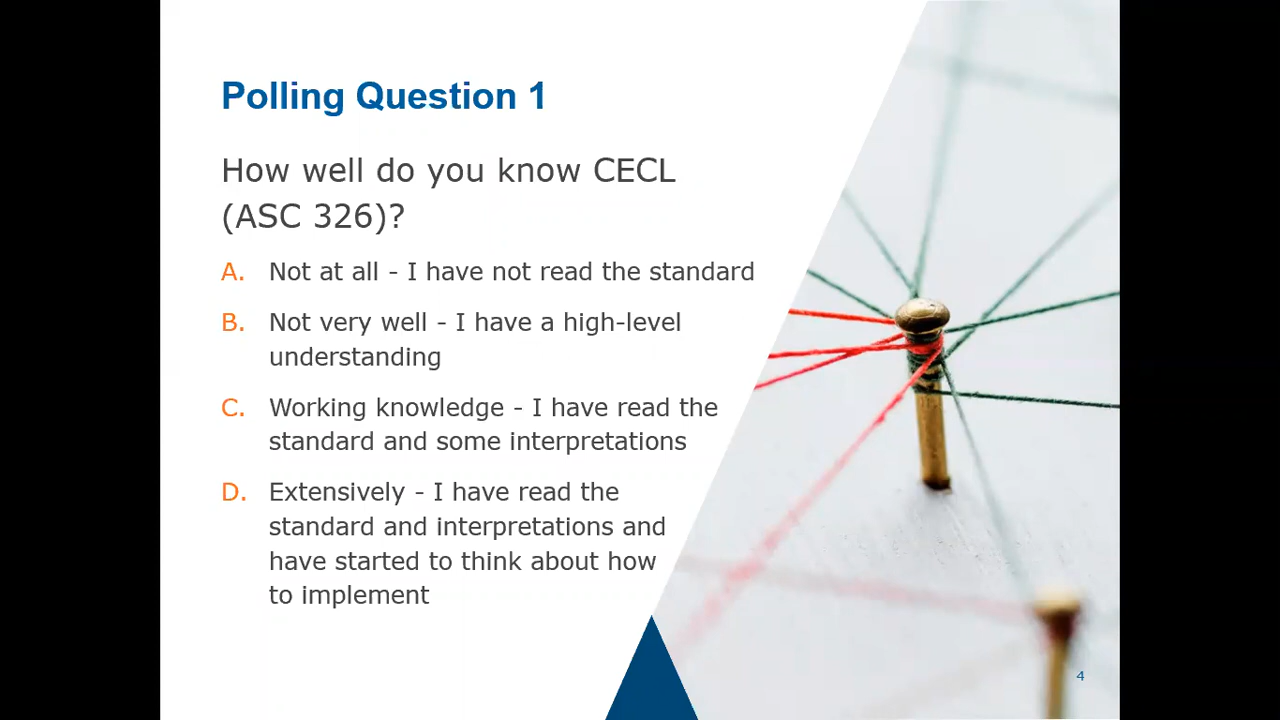 Polling Question 1
How well do you know CECL
(ASC 326)?
A. Not at all - I have not read the standard
B. Not very well - I have a high-level
understanding
C. Working knowledge - I have read the
standard and some interpretations
D. Extensively - I have read the
standard and interpretations and
have started to think about how
to implement
4